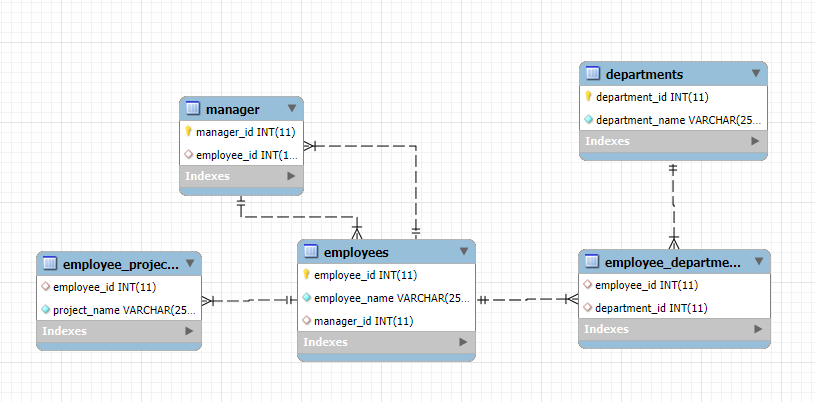 departments
department_id INT(11)
department_name VARCHAR(25...
Indexes
manager
manager_id INT(11)
employee_id INT(1...
Indexes
employee_projec...
employee_id INT(11)
project_name VARCHAR(25...
Indexes
employees
employee_id INT(11)
employee_name VARCHAR(25...
manager_id INT(11)
Indexes
employee_departme...
employee_id INT(11)
department_id INT(11)
Indexes